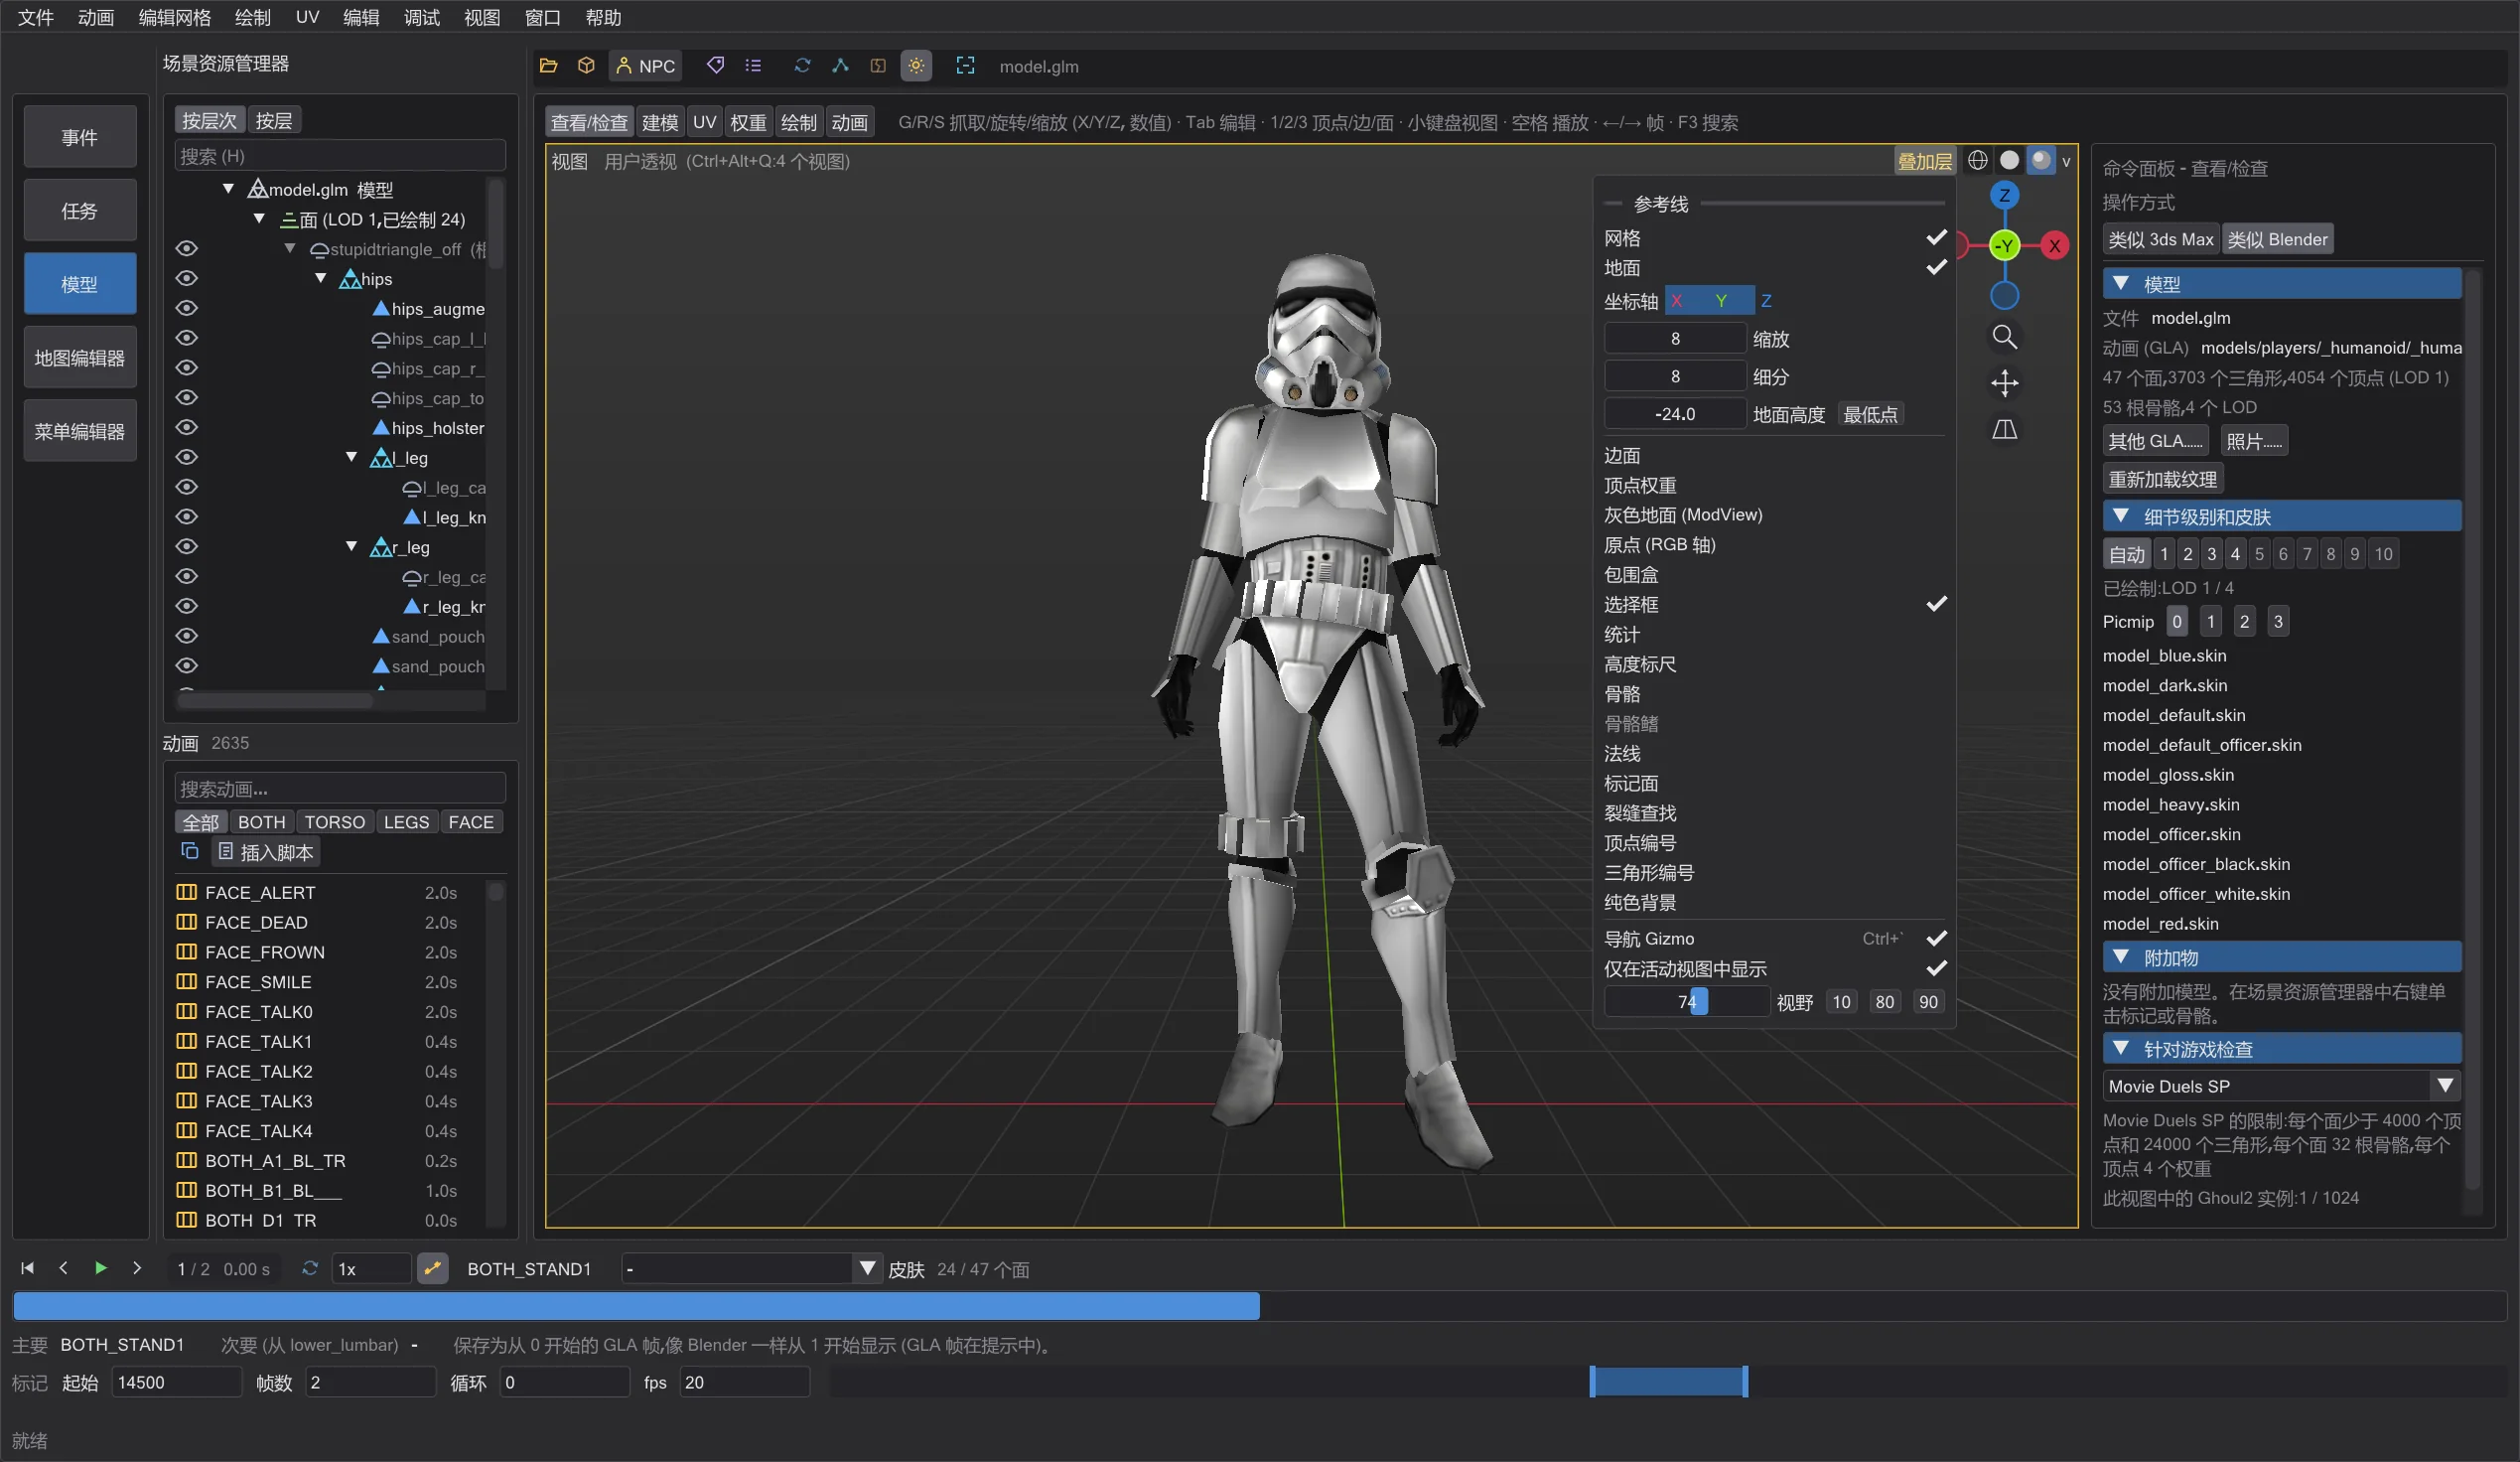 文件 动画 编辑网格 绘制 UV 编辑 调试 视图 窗口 帮助
场景资源管理器
NPC model.glm
事件
任务
模型
地图编辑器
菜单编辑器
按层次 按层
搜索 (H)
model.glm 模型
面 (LOD 1,已绘制 24)
stupidtriangle_off
hips
hips_augme
hips_cap_l_l
hips_cap_r_
hips_cap_to
hips_holster
l_leg
l_leg_ca
l_leg_kn
r_leg
r_leg_ca
r_leg_kr
sand_pouch
sand_pouch
动画 2635
搜索动画...
全部 BOTH TORSO LEGS FACE
插入脚本
FACE_ALERT 2.0s
FACE_DEAD 2.0s
FACE_FROWN 2.0s
FACE_SMILE 2.0s
FACE_TALK0 2.0s
FACE_TALK1 0.4s
FACE_TALK2 0.4s
FACE_TALK3 0.4s
FACE_TALK4 0.4s
BOTH_A1_BL_TR 0.2s
BOTH_B1_BL___ 1.0s
BOTH_D1_TR 0.0s
查看/检查 建模 UV 权重 绘制 动画 G/R/S 抓取/旋转/缩放 (X/Y/Z, 数值) · Tab 编辑 · 1/2/3 顶点/边/面 · 小键盘视图 · 空格 播放 · ←/→ 帧 · F3 搜索
视图 用户透视 (Ctrl+Alt+Q:4 个视图)
叠加层 v
Z
-Y X
参考线
网格
地面
坐标轴 X Y Z
8 缩放
8 细分
-24.0 地面高度 最低点
边面
顶点权重
灰色地面 (ModView)
原点 (RGB 轴)
包围盒
选择框
统计
高度标尺
骨骼
骨骼鳍
法线
标记面
裂缝查找
顶点编号
三角形编号
纯色背景
导航 Gizmo Ctrl+`
仅在活动视图中显示
74 视野 10 80 90
命令面板 - 查看/检查
操作方式
类似 3ds Max 类似 Blender
模型
文件 model.glm
动画 (GLA) models/players/_humanoid/_huma
47 个面,3703 个三角形,4054 个顶点 (LOD 1)
53 根骨骼,4 个 LOD
其他 GLA...... 照片......
重新加载纹理
细节级别和皮肤
自动 1 2 3 4 5 6 7 8 9 10
已绘制:LOD 1 / 4
Picmip 0 1 2 3
model_blue.skin
model_dark.skin
model_default.skin
model_default_officer.skin
model_gloss.skin
model_heavy.skin
model_officer.skin
model_officer_black.skin
model_officer_white.skin
model_red.skin
附加物
没有附加模型。在场景资源管理器中右键单
击标记或骨骼。
针对游戏检查
Movie Duels SP
Movie Duels SP 的限制:每个面少于 4000 个顶
点和 24000 个三角形,每个面 32 根骨骼,每个
顶点 4 个权重
此视图中的 Ghoul2 实例:1 / 1024
1 / 2 0.00 s 1x BOTH_STAND1 - 皮肤 24 / 47 个面
主要 BOTH_STAND1 次要 (从 lower_lumbar) - 保存为从 0 开始的 GLA 帧,像 Blender 一样从 1 开始显示 (GLA 帧在提示中)。
标记 起始 14500 帧数 2 循环 0 fps 20
就绪